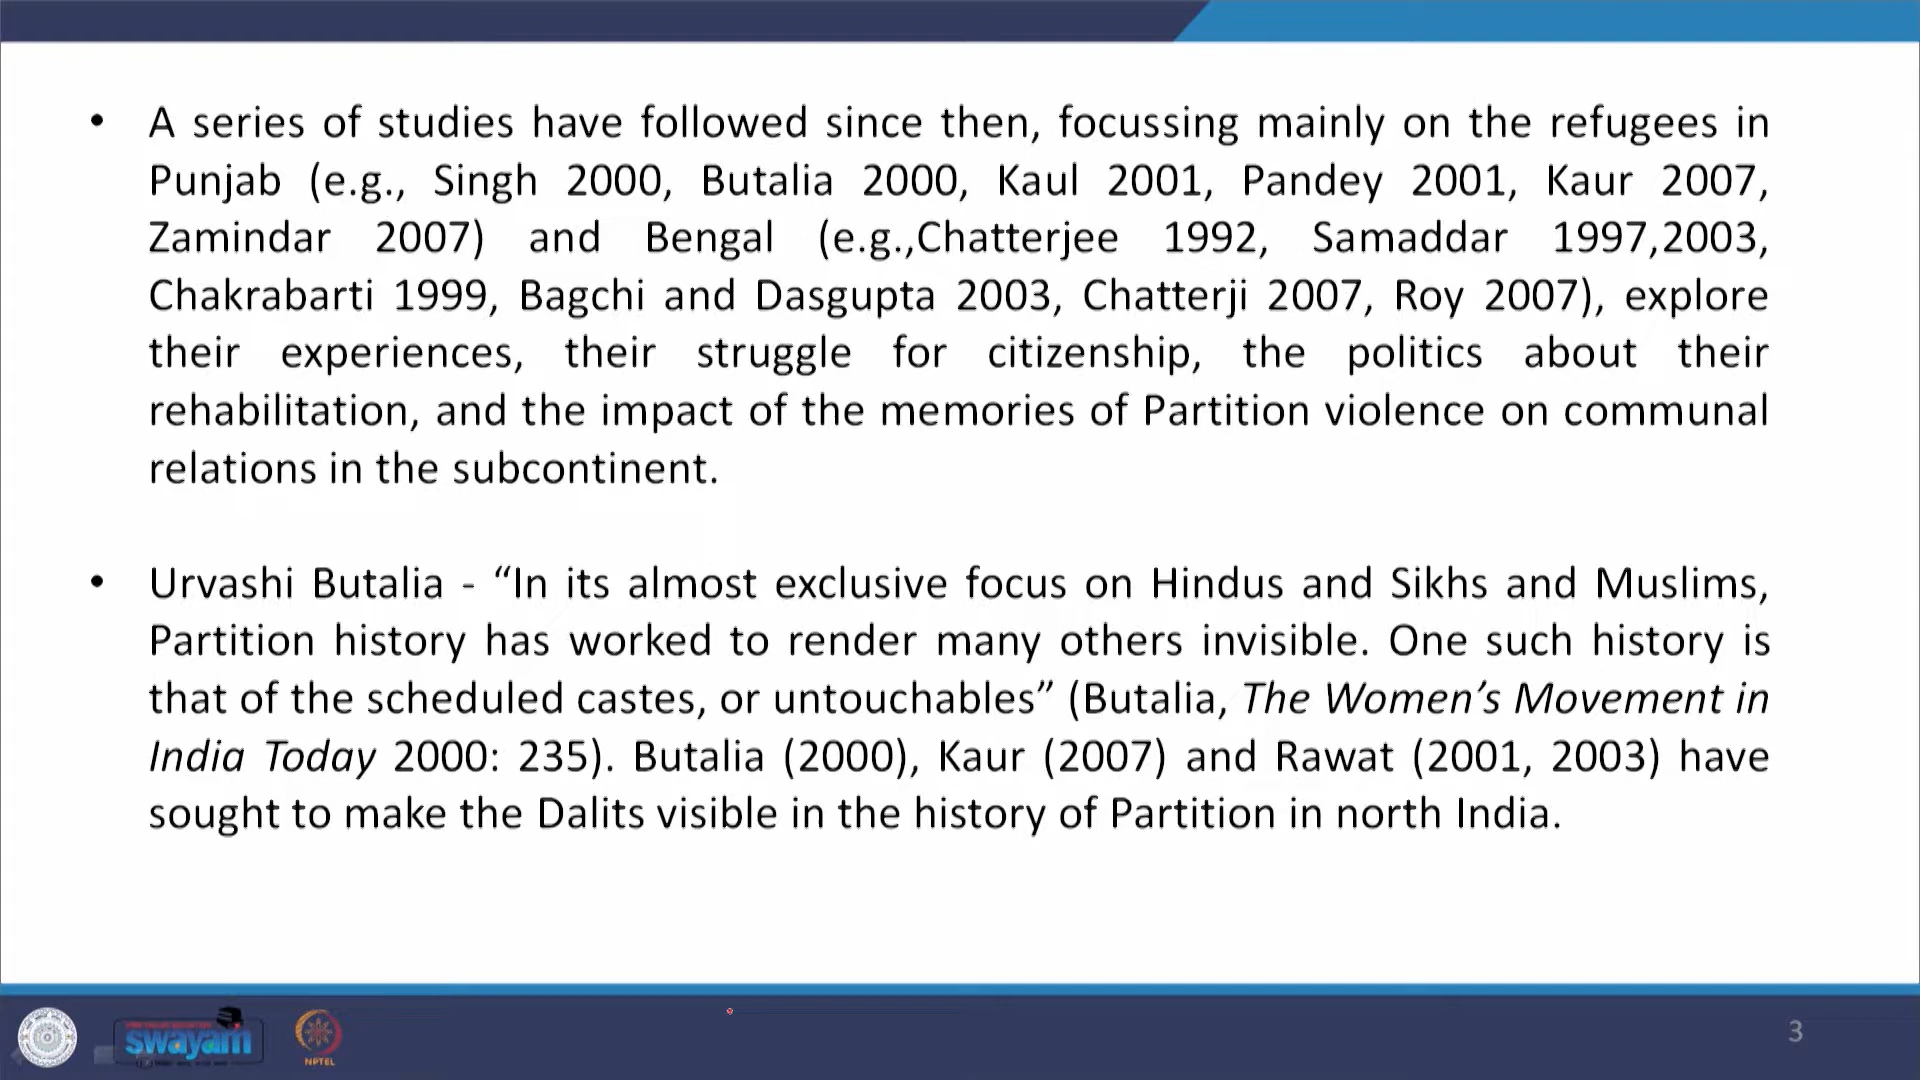 • A series of studies have followed since then, focussing mainly on the refugees in
Punjab (e.g., Singh 2000, Butalia 2000, Kaul 2001, Pandey 2001, Kaur 2007,
Zamindar 2007) and Bengal (e.g.,Chatterjee 1992, Samaddar 1997,2003,
Chakrabarti 1999, Bagchi and Dasgupta 2003, Chatterji 2007, Roy 2007), explore
their experiences, their struggle for citizenship, the politics about their
rehabilitation, and the impact of the memories of Partition violence on communal
relations in the subcontinent.
• Urvashi Butalia - “In its almost exclusive focus on Hindus and Sikhs and Muslims,
Partition history has worked to render many others invisible. One such history is
that of the scheduled castes, or untouchables” (Butalia, The Women’s Movement in
India Today 2000: 235). Butalia (2000), Kaur (2007) and Rawat (2001, 2003) have
sought to make the Dalits visible in the history of Partition in north India.
swayam
NPTEL
3